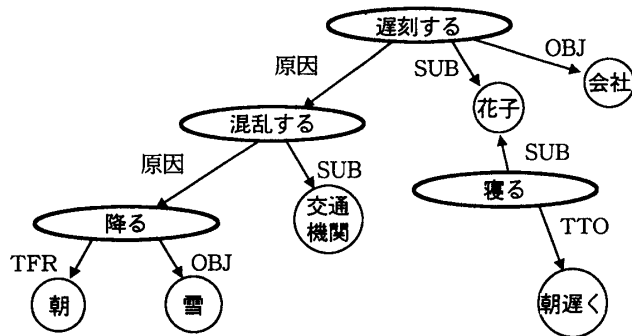 遅刻する
原因
SUB
OBJ
会社
花子
混乱する
原因
SUB
SUB
寝る
交通
機関
降る
TTO
TFR
OBJ
朝
雪
朝遅く